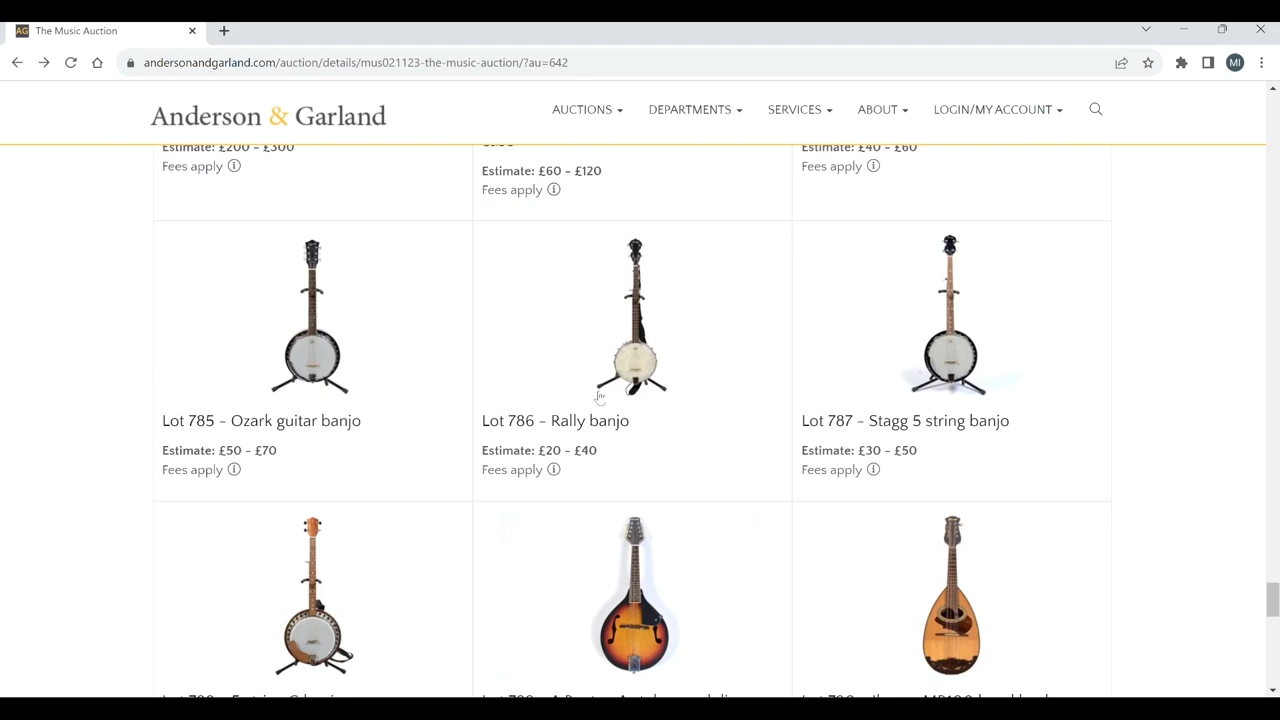 The Music Auction
andersonandgarland.com/auction/details/mus021123-the-music-auction/?au=642
MI
Anderson & Garland
AUCTIONS
DEPARTMENTS
SERVICES
ABOUT
LOGIN/MY ACCOUNT
Estimate: £200 - £300
Fees apply
Estimate: £60 - £120
Fees apply
Estimate: £40 - £60
Fees apply
Lot 785 - Ozark guitar banjo
Estimate: £50 - £70
Fees apply
Lot 786 - Rally banjo
Estimate: £20 - £40
Fees apply
Lot 787 - Stagg 5 string banjo
Estimate: £30 - £50
Fees apply